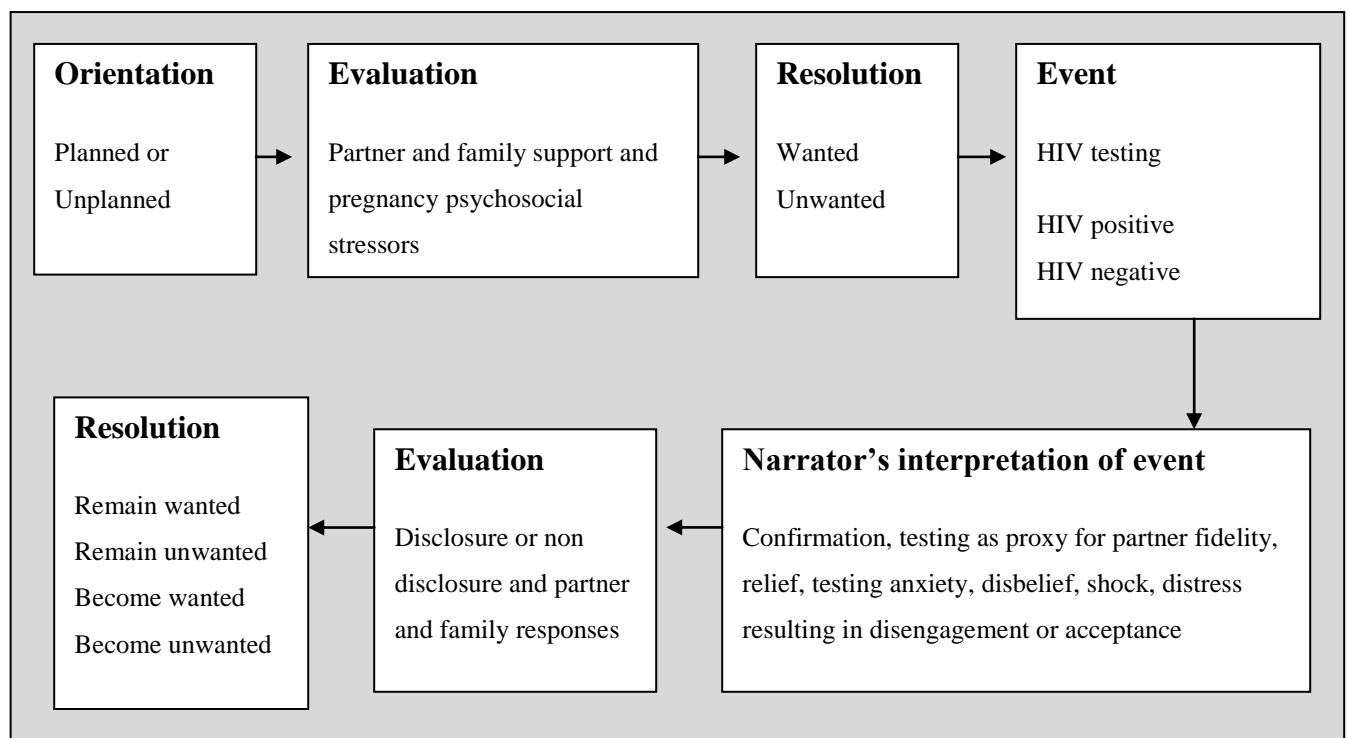 Orientation
Planned or
Unplanned
Evaluation
Partner and family support and
pregnancy psychosocial
stressors
Resolution
Wanted
Unwanted
Event
HIV testing
HIV positive
HIV negative
Narrator’s interpretation of event
Confirmation, testing as proxy for partner fidelity,
relief, testing anxiety, disbelief, shock, distress
resulting in disengagement or acceptance
Evaluation
Disclosure or non
disclosure and partner
and family responses
Resolution
Remain wanted
Remain unwanted
Become wanted
Become unwanted